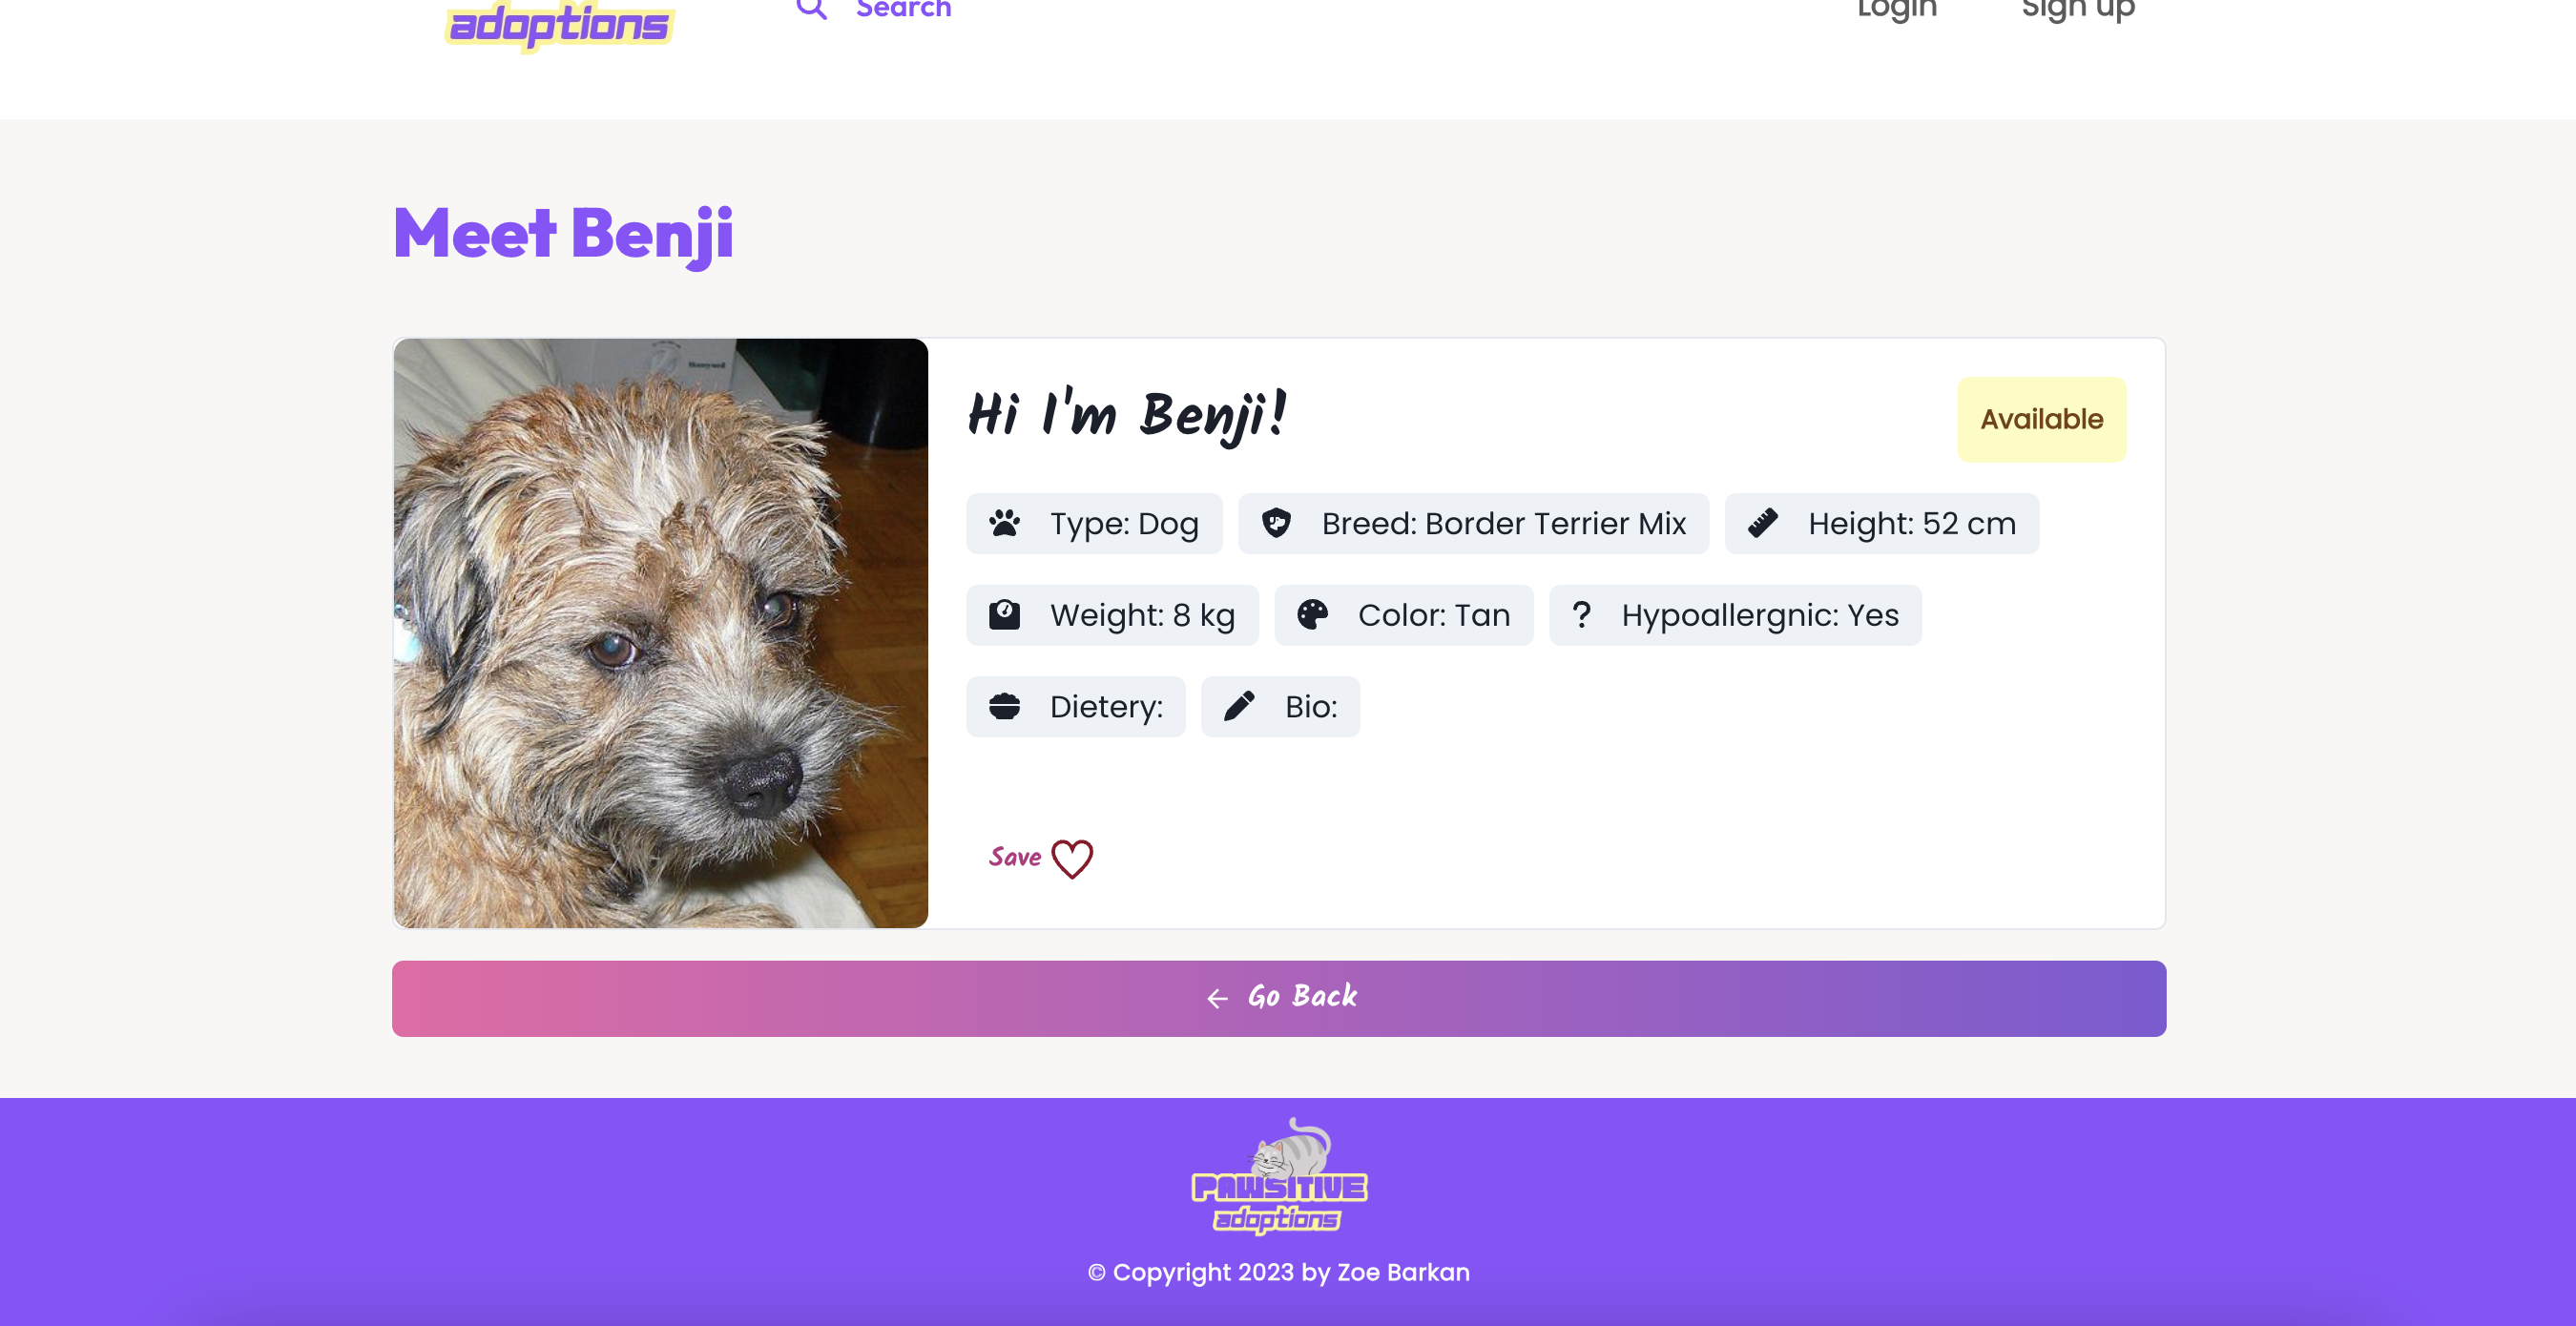 adoptions
Search
Login
Sign up
Meet Benji
Honeywell
Hi I'm Benji!
Available
Type: Dog
Breed: Border Terrier Mix
Height: 52 cm
Weight: 8 kg
Color: Tan
Hypoallergnic: Yes
Dietery:
Bio:
Save
← Go Back
PAWSITIVE
adoptions
© Copyright 2023 by Zoe Barkan